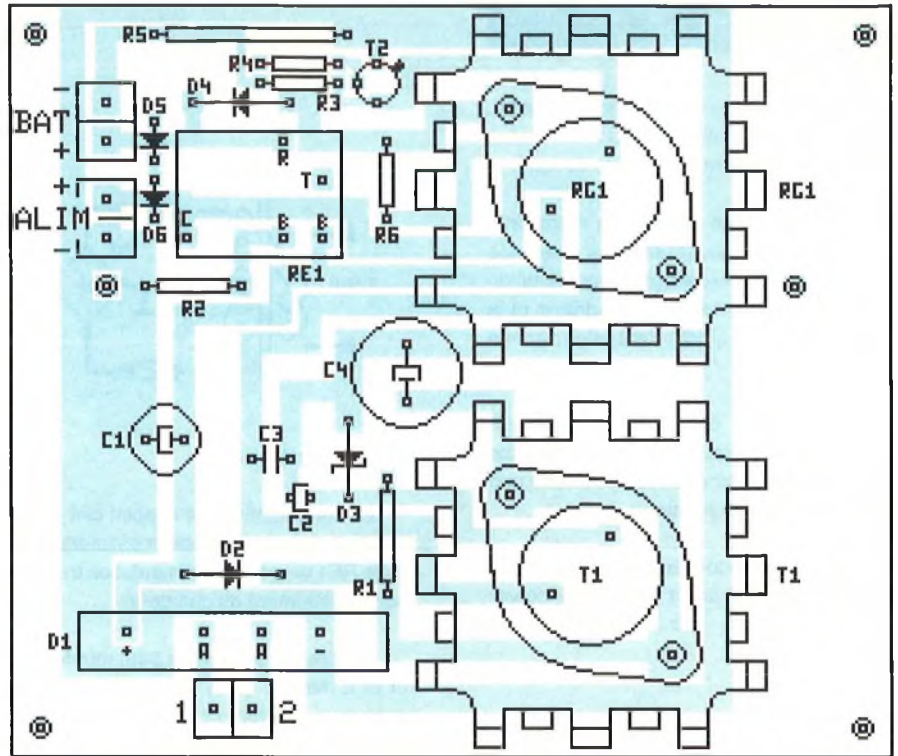 R5
R4
T2
D4
R3
D5
-
BAT
+
R
T
RG1
RG1
+
ALIM
-
C
D6
R6
RE1
R2
C4
C1
C3
C2
D3
D2
R1
T1
T1
D1
+
-
1
2